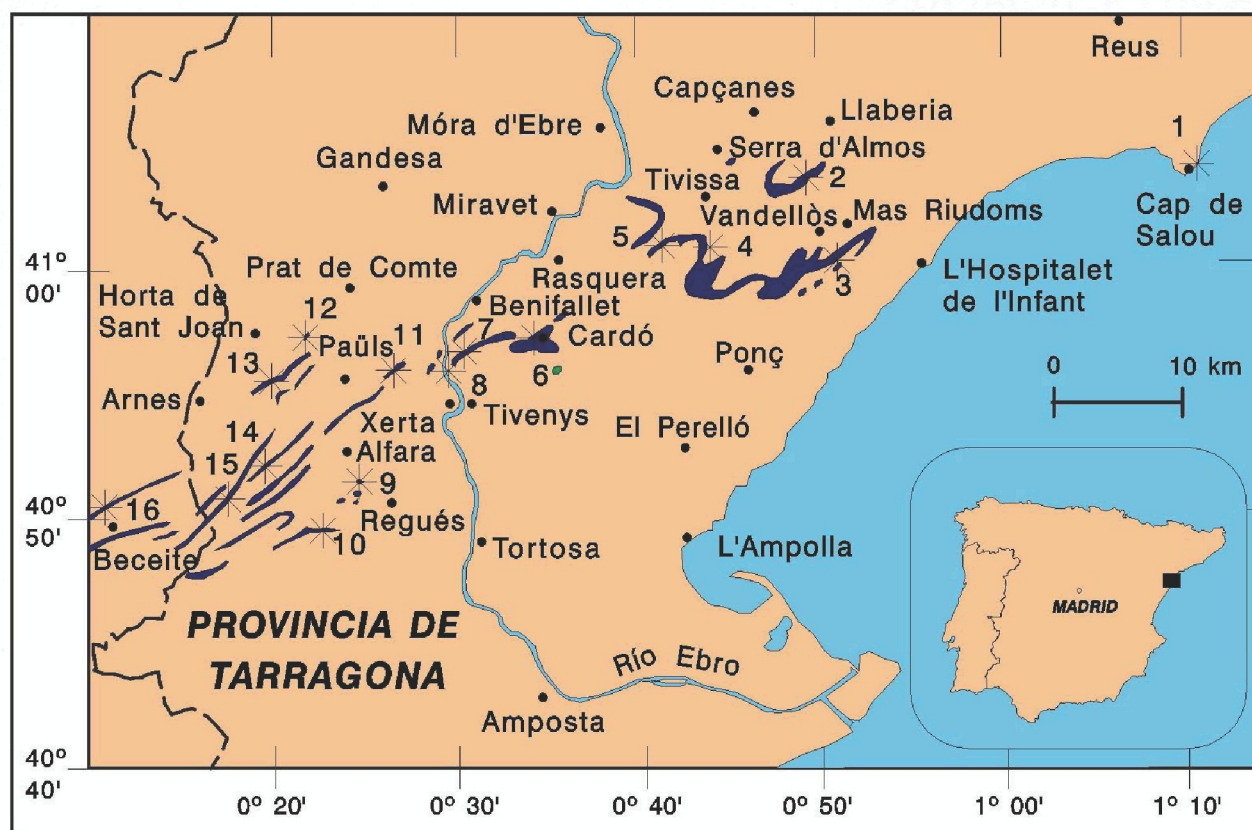 Reus
Capçanes
Llaberia
Móra d'Ebre
1
Serra d'Almos
Gandesa
Tivissa
2
Miravet
Vandellòs
Mas Riudoms
Cap de
Salou
5
4
3
41º
00'
Prat de Comte
Rasquera
L'Hospitalet
de l'Infant
Horta de
Sant Joan
12
Benifallet
11
7
Cardó
Paüls
13
6
Ponç
0
10 km
8
Arnes
Xerta
Tivenys
El Perelló
14
Alfara
15
9
16
Regués
40º
50'
Beceite
10
Tortosa
L'Ampolla
MADRID
PROVINCIA DE
TARRAGONA
Río Ebro
Amposta
40º
40'
0º 20'
0º 30'
0º 40'
0º 50'
1º 00'
1º 10'